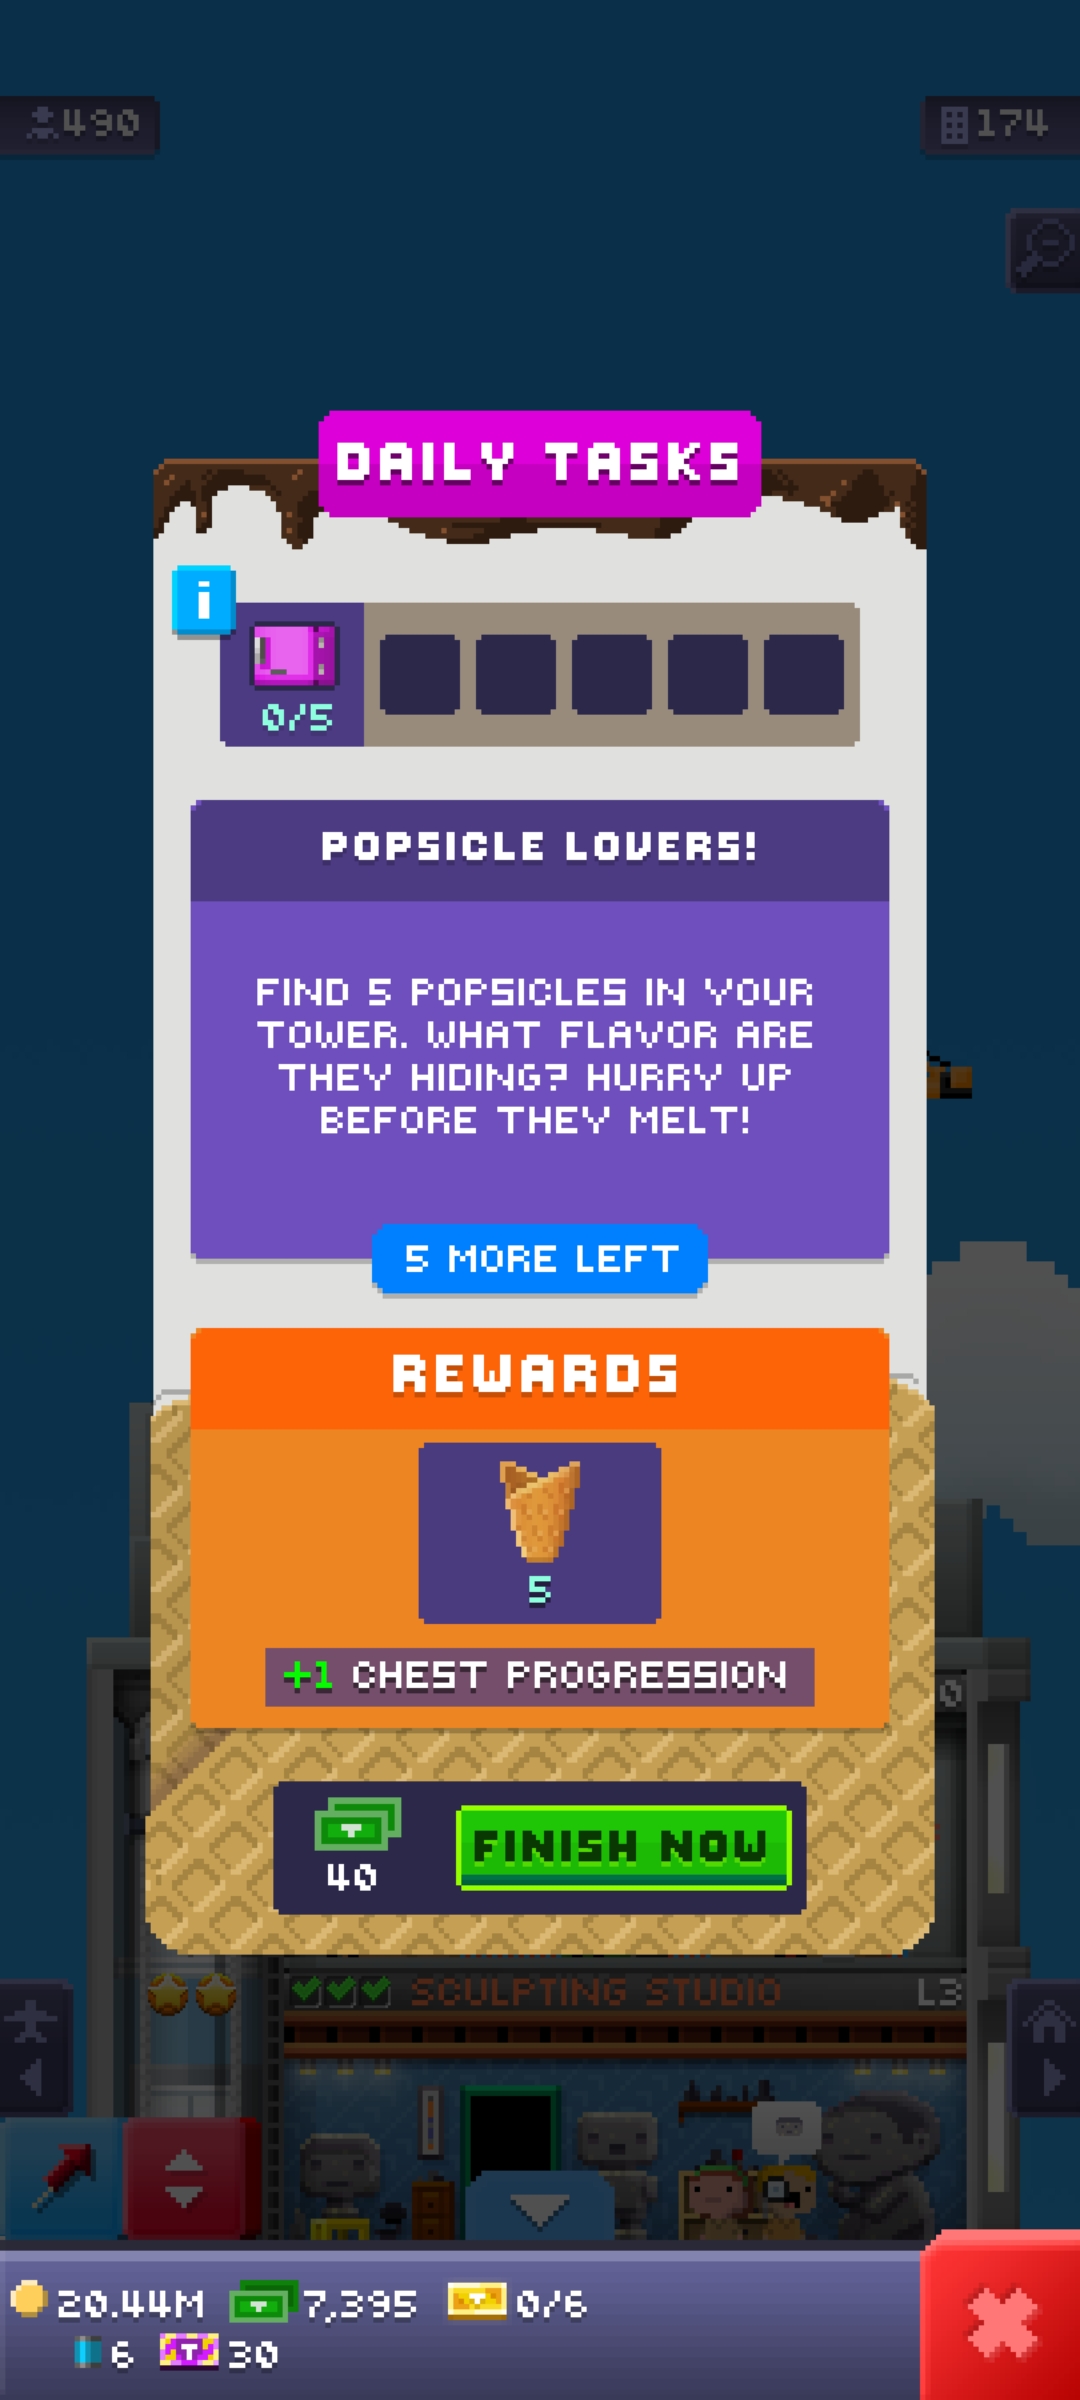 490
174
DAILY TASKS
i
0/5
POPSICLE LOVERS!
FIND 5 POPSICLES IN YOUR
TOWER. WHAT FLAVOR ARE
THEY HIDING? HURRY UP
BEFORE THEY MELT!
5 MORE LEFT
REWARDS
5
+1 CHEST PROGRESSION
0
40
FINISH NOW
SCULPTING STUDIO
L3
20.44M
7,395
0/6
6
30